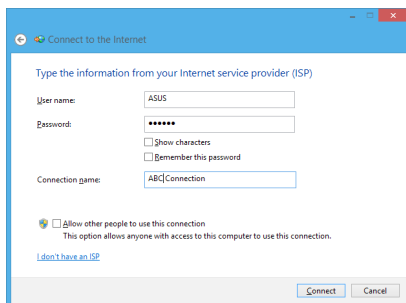 Connect to the Internet
Type the information from your Internet service provider (ISP)
User name: ASUS
Password: ••••••
Show characters
Remember this password
Connection name: ABC Connection
Allow other people to use this connection
This option allows anyone with access to this computer to use this connection.
I don't have an ISP
Connect Cancel